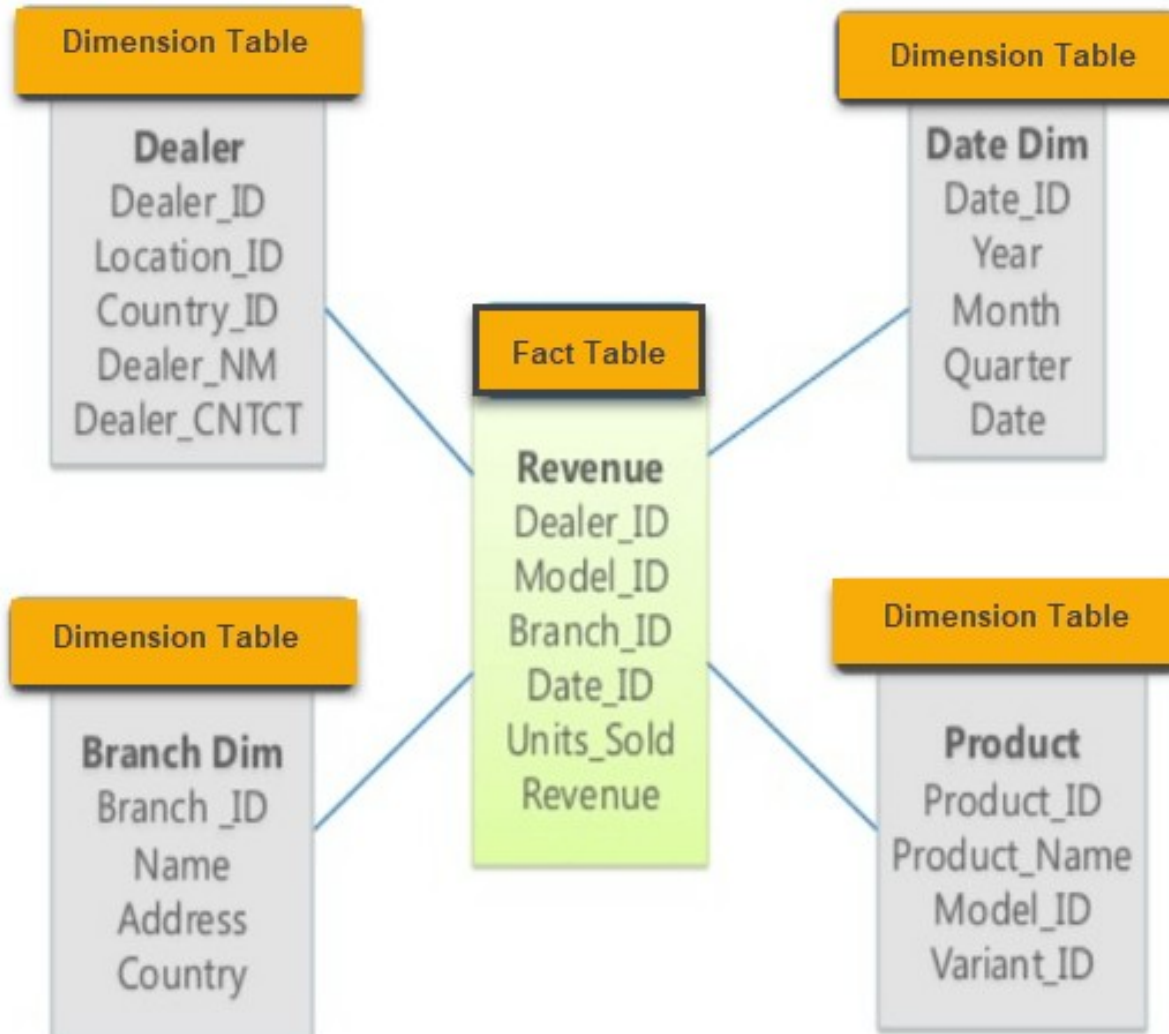 Dimension Table
Dealer
Dealer_ID
Location_ID
Country_ID
Dealer_NM
Dealer_CNTCT
Dimension Table
Date Dim
Date_ID
Year
Month
Quarter
Date
Fact Table
Revenue
Dealer_ID
Model_ID
Branch_ID
Date_ID
Units_Sold
Revenue
Dimension Table
Branch Dim
Branch _ID
Name
Address
Country
Dimension Table
Product
Product_ID
Product_Name
Model_ID
Variant_ID